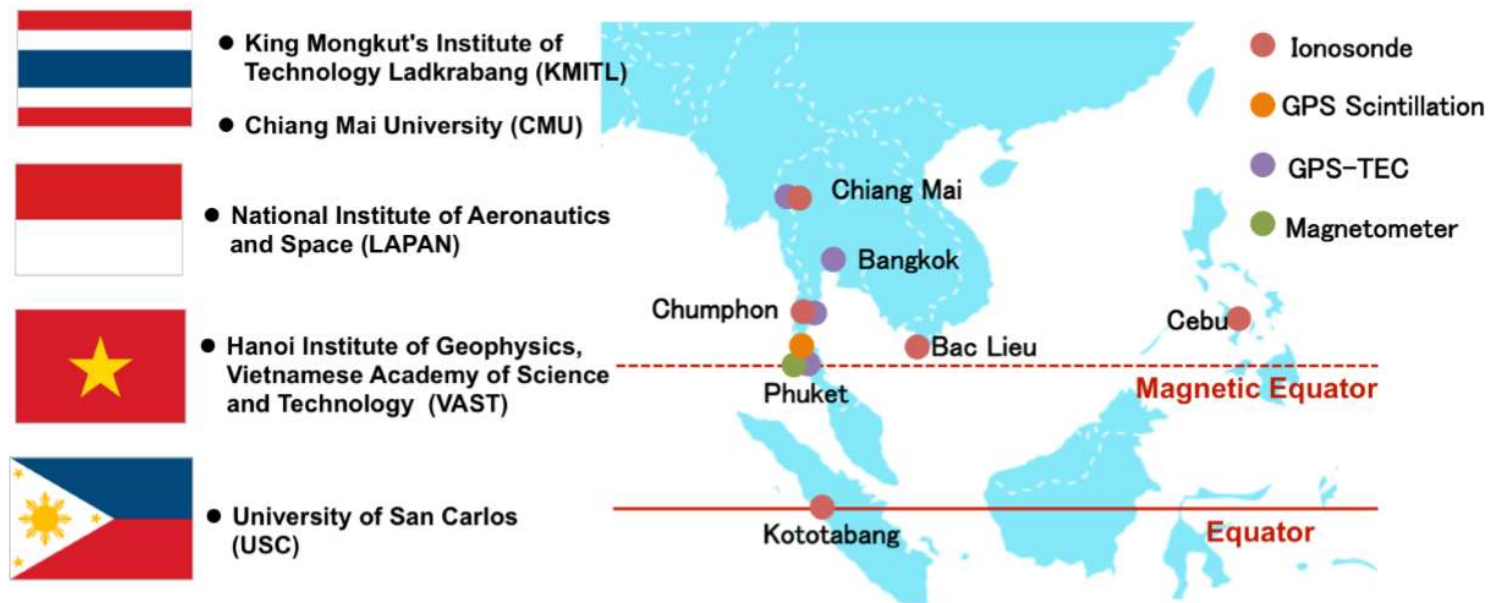 ● King Mongkut's Institute of
Technology Ladkrabang (KMITL)
● Chiang Mai University (CMU)
● National Institute of Aeronautics
and Space (LAPAN)
● Hanoi Institute of Geophysics,
Vietnamese Academy of Science
and Technology (VAST)
● University of San Carlos
(USC)
Ionosonde
GPS Scintillation
GPS-TEC
Magnetometer
Chiang Mai
Bangkok
Chumphon
Cebu
Bac Lieu
Phuket
Magnetic Equator
Kototabang
Equator